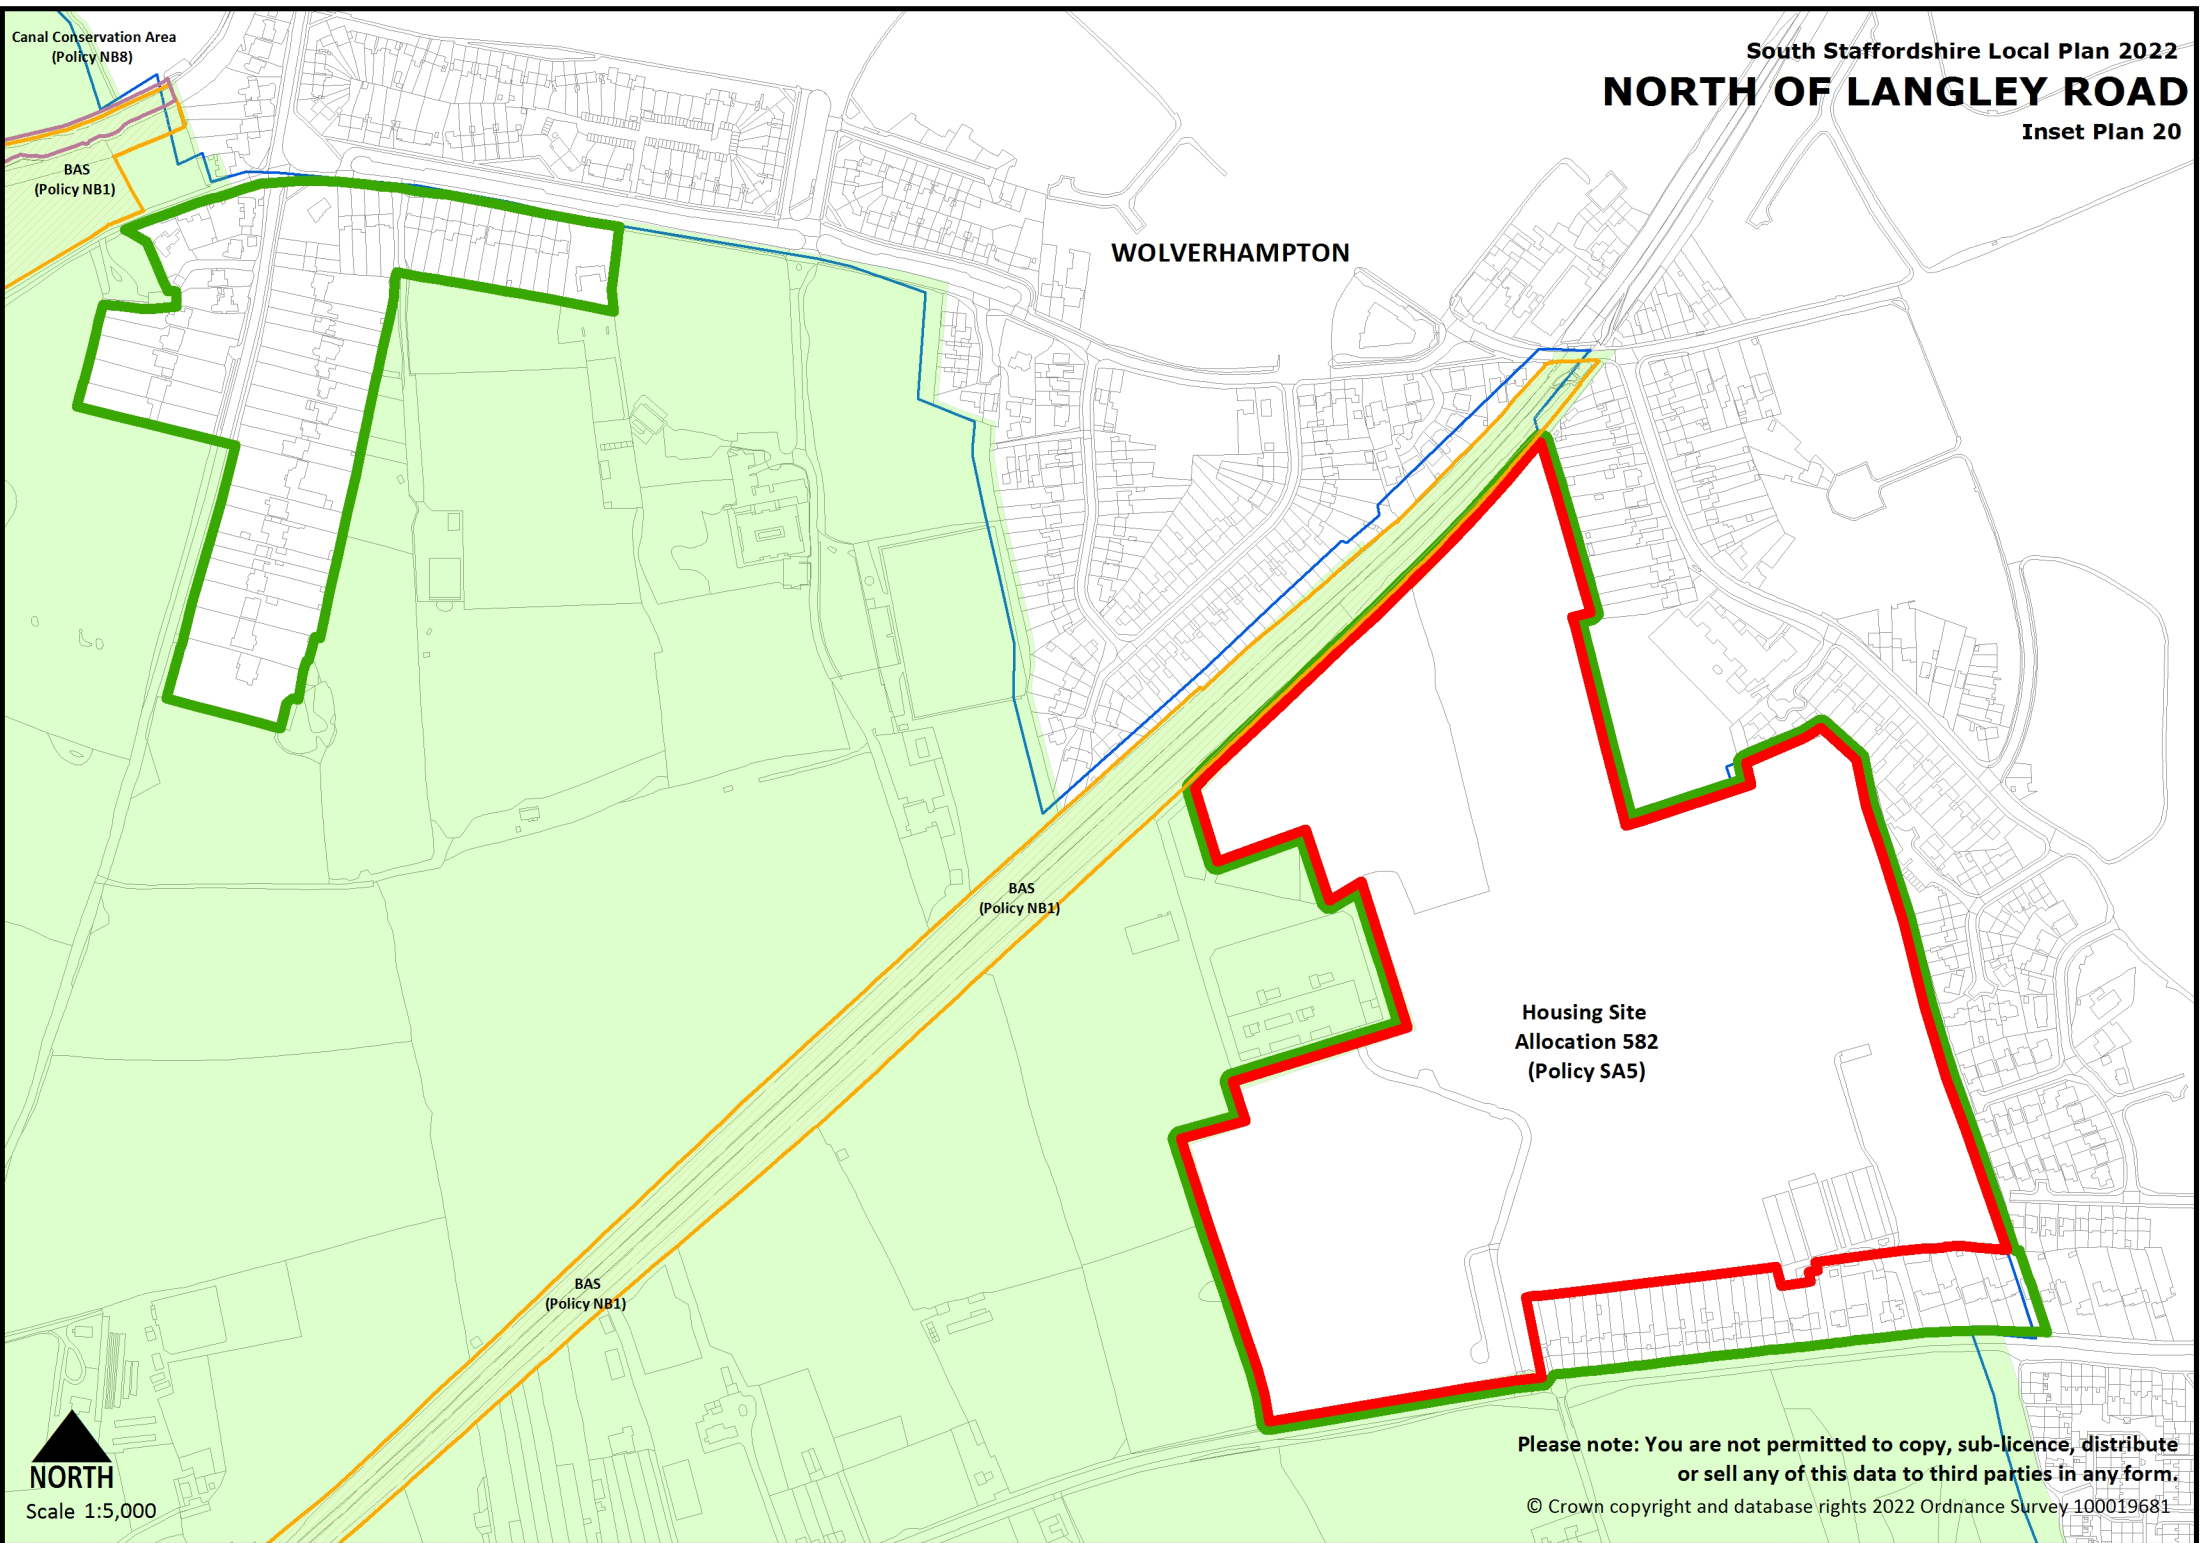 Canal Conservation Area
(Policy NB8)
South Staffordshire Local Plan 2022
NORTH OF LANGLEY ROAD
Inset Plan 20
BAS
(Policy NB1)
WOLVERHAMPTON
BAS
(Policy NB1)
Housing Site
Allocation 582
(Policy SA5)
BAS
(Policy NB1)
NORTH
Scale 1:5,000
Please note: You are not permitted to copy, sub-licence, distribute
or sell any of this data to third parties in any form.
© Crown copyright and database rights 2022 Ordnance Survey 100019681